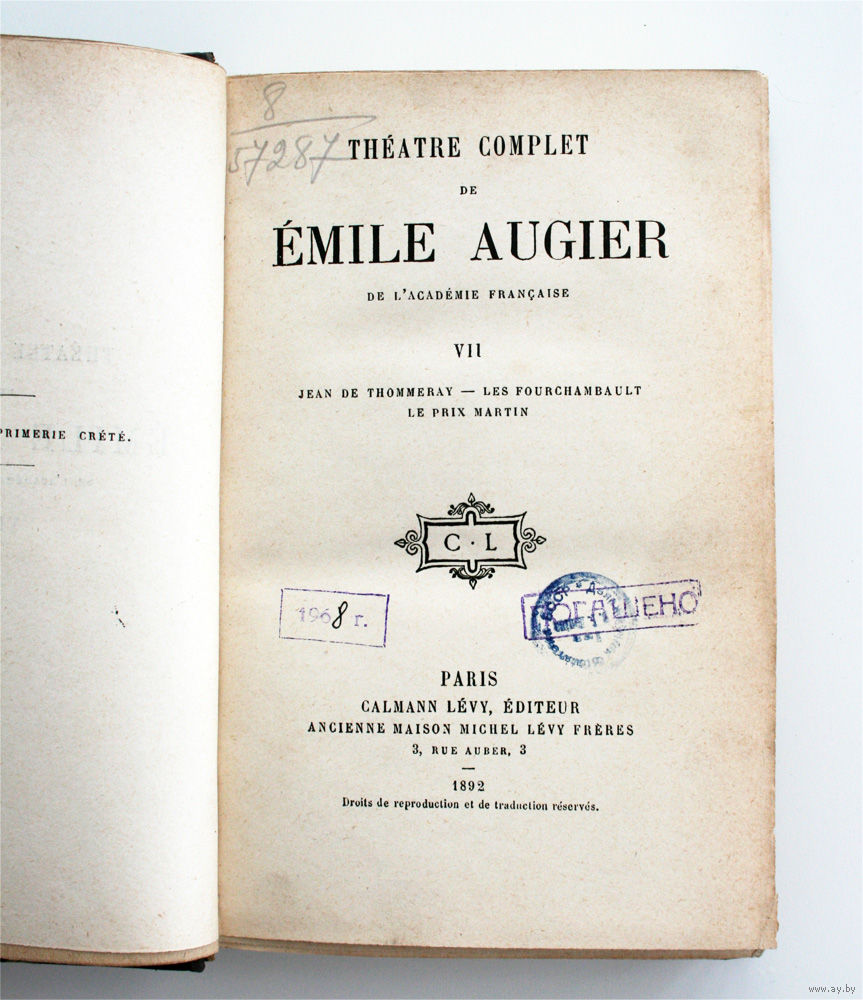 PRIMERIE CRÉTÉ.
8
57287
THÉATRE COMPLET
DE
ÉMILE AUGIER
DE L'ACADÉMIE FRANÇAISE
VII
JEAN DE THOMMERAY — LES FOURCHAMBAULT
LE PRIX MARTIN
C · L
1968 г.
ПОГАШЕНО
PARIS
CALMANN LÉVY, ÉDITEUR
ANCIENNE MAISON MICHEL LÉVY FRÈRES
3, RUE AUBER, 3
1892
Droits de reproduction et de traduction réservés.
www.ay.by